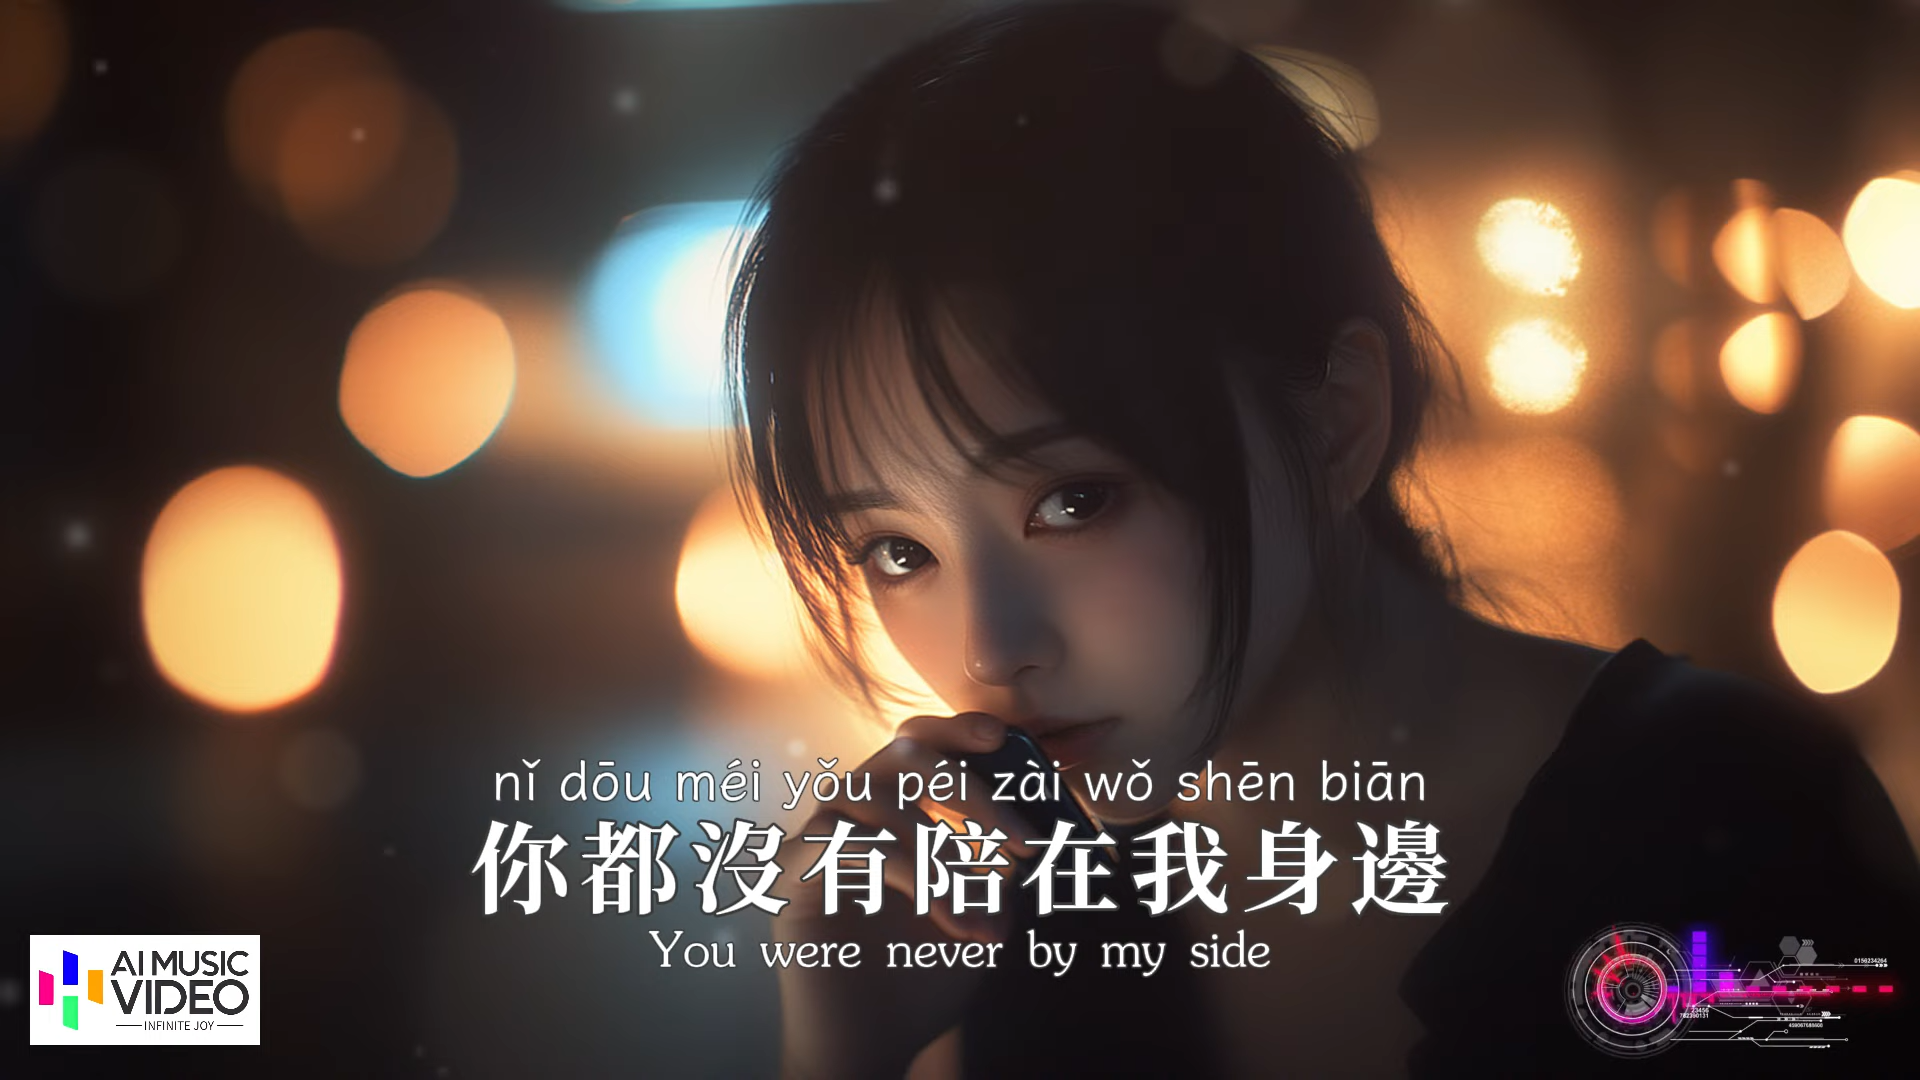 nǐ dōu méi yǒu péi zài wǒ shēn biān
你都沒有陪在我身邊
You were never by my side
AI MUSIC
VIDEO
INFINITE JOY
0156234264